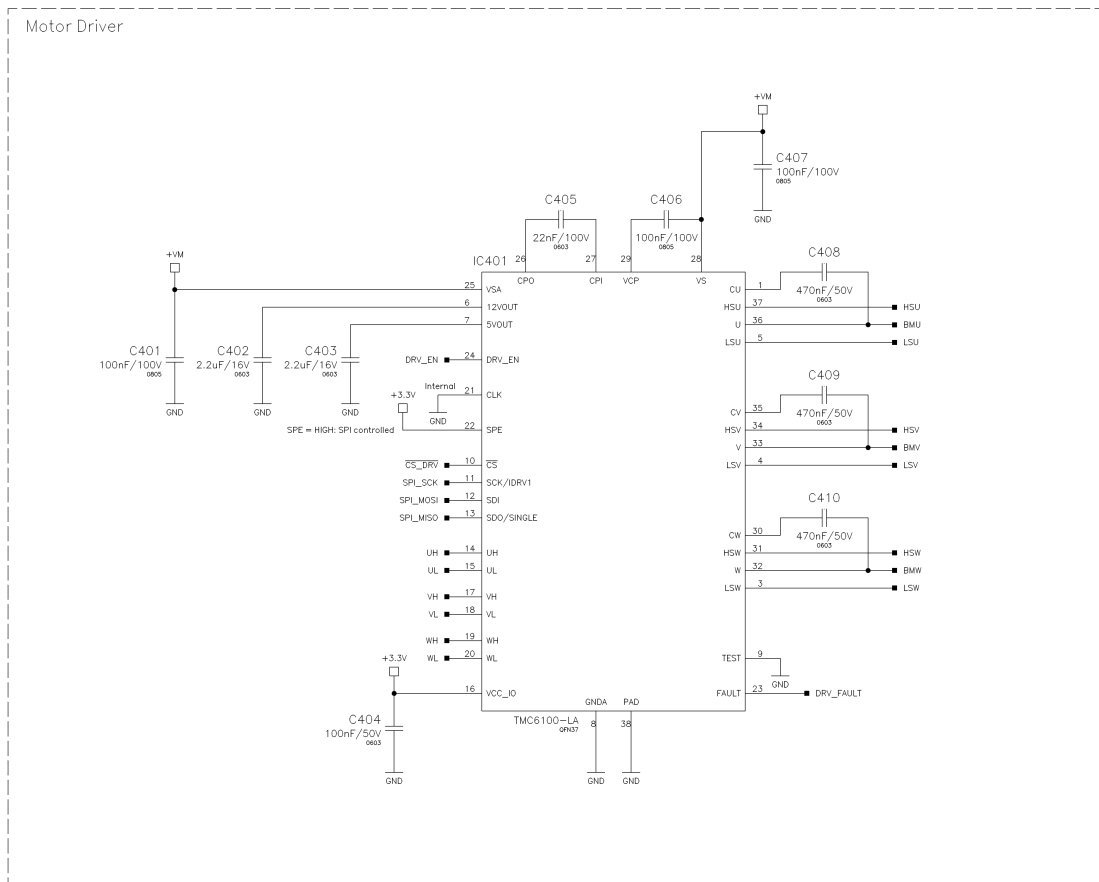 Motor Driver
+VM
C407
100nF/100V
0805
GND
C405
22nF/100V
0603
C406
100nF/100V
0805
26
27
29
28
IC401
CPO
CPI
VCP
VS
+VM
25
VSA
6
12VOUT
7
5VOUT
C401
100nF/100V
0805
GND
C402
2.2uF/16V
0603
GND
C403
2.2uF/16V
0603
GND
DRV_EN
24
DRV_EN
Internal
21
CLK
GND
+3.3V
SPE = HIGH: SPI controlled
22
SPE
CS_DRV
10
CS
SPI_SCK
11
SCK/IDRV1
SPI_MOSI
12
SDI
SPI_MISO
13
SDO/SINGLE
UH
14
UH
UL
15
UL
VH
17
VH
VL
18
VL
WH
19
WH
WL
20
WL
+3.3V
16
VCC_IO
C404
100nF/50V
0603
GND
C408
470nF/50V
0603
CU
1
HSU
37
HSU
U
36
BMU
LSU
5
LSU
C409
470nF/50V
0603
CV
35
HSV
34
HSV
V
33
BMV
LSV
4
LSV
C410
470nF/50V
0603
CW
30
HSW
31
HSW
W
32
BMW
LSW
3
LSW
TEST
9
GND
FAULT
23
DRV_FAULT
GNDA
PAD
TMC6100-LA
QFN37
8
38
GND
GND